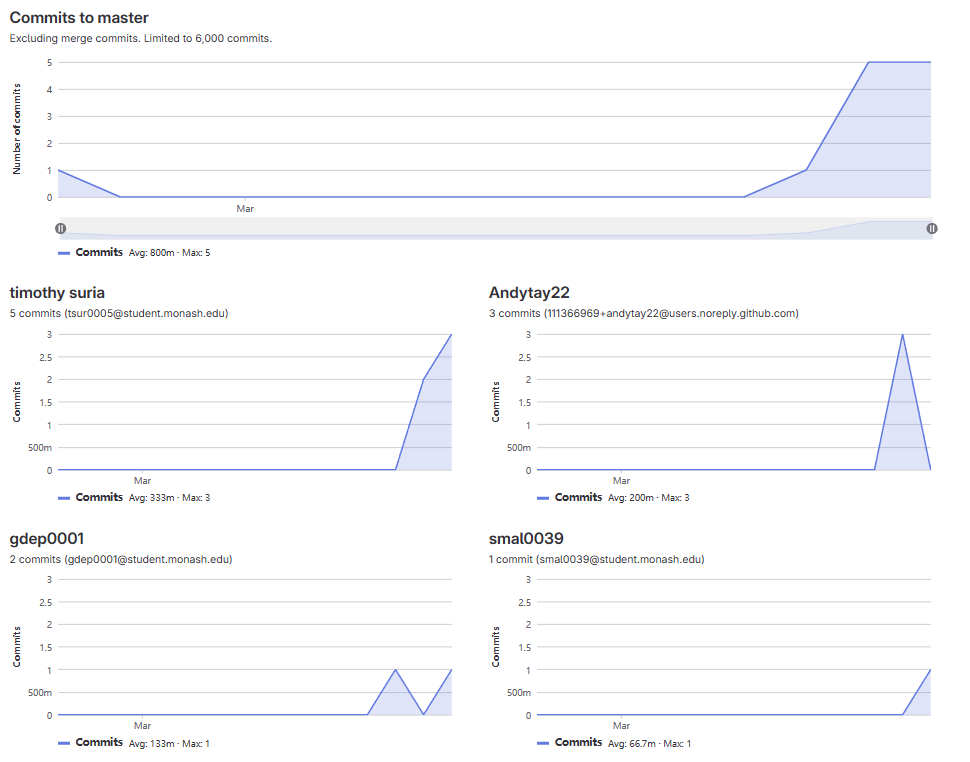 Commits to master
Excluding merge commits. Limited to 6,000 commits.
5
4
3
2
1
0
Number of commits
Mar
Commits Avg: 800m · Max: 5
timothy suria
5 commits (tsur0005@student.monash.edu)
3
2.5
2
1.5
1
500m
0
Commits
Mar
Commits Avg: 333m · Max: 3
Andytay22
3 commits (111366969+andytay22@users.noreply.github.com)
3
2.5
2
1.5
1
500m
0
Commits
Mar
Commits Avg: 200m · Max: 3
gdep0001
2 commits (gdep0001@student.monash.edu)
3
2.5
2
1.5
1
500m
0
Commits
Mar
Commits Avg: 133m · Max: 1
smal0039
1 commit (smal0039@student.monash.edu)
3
2.5
2
1.5
1
500m
0
Commits
Mar
Commits Avg: 66.7m · Max: 1